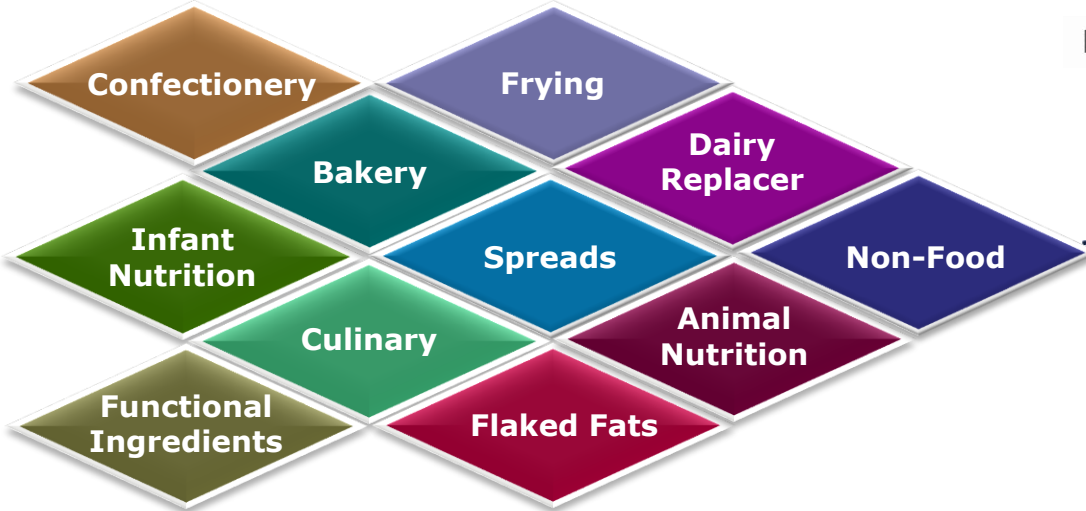 Confectionery
Frying
Bakery
Dairy
Replacer
Infant
Nutrition
Spreads
Non-Food
Culinary
Animal
Nutrition
Functional
Ingredients
Flaked Fats